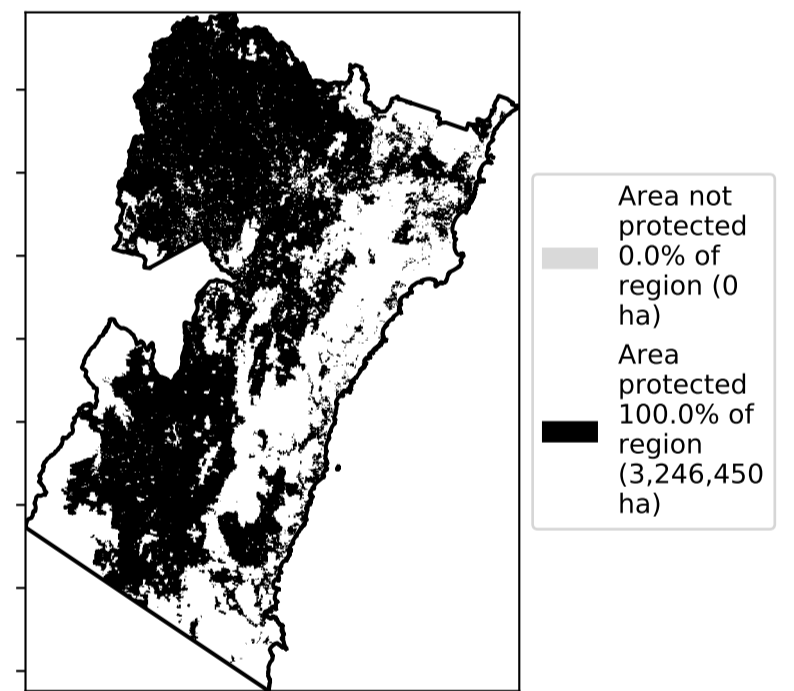 Area not
protected
0.0% of
region (0
ha)
Area
protected
100.0% of
region
(3,246,450
ha)